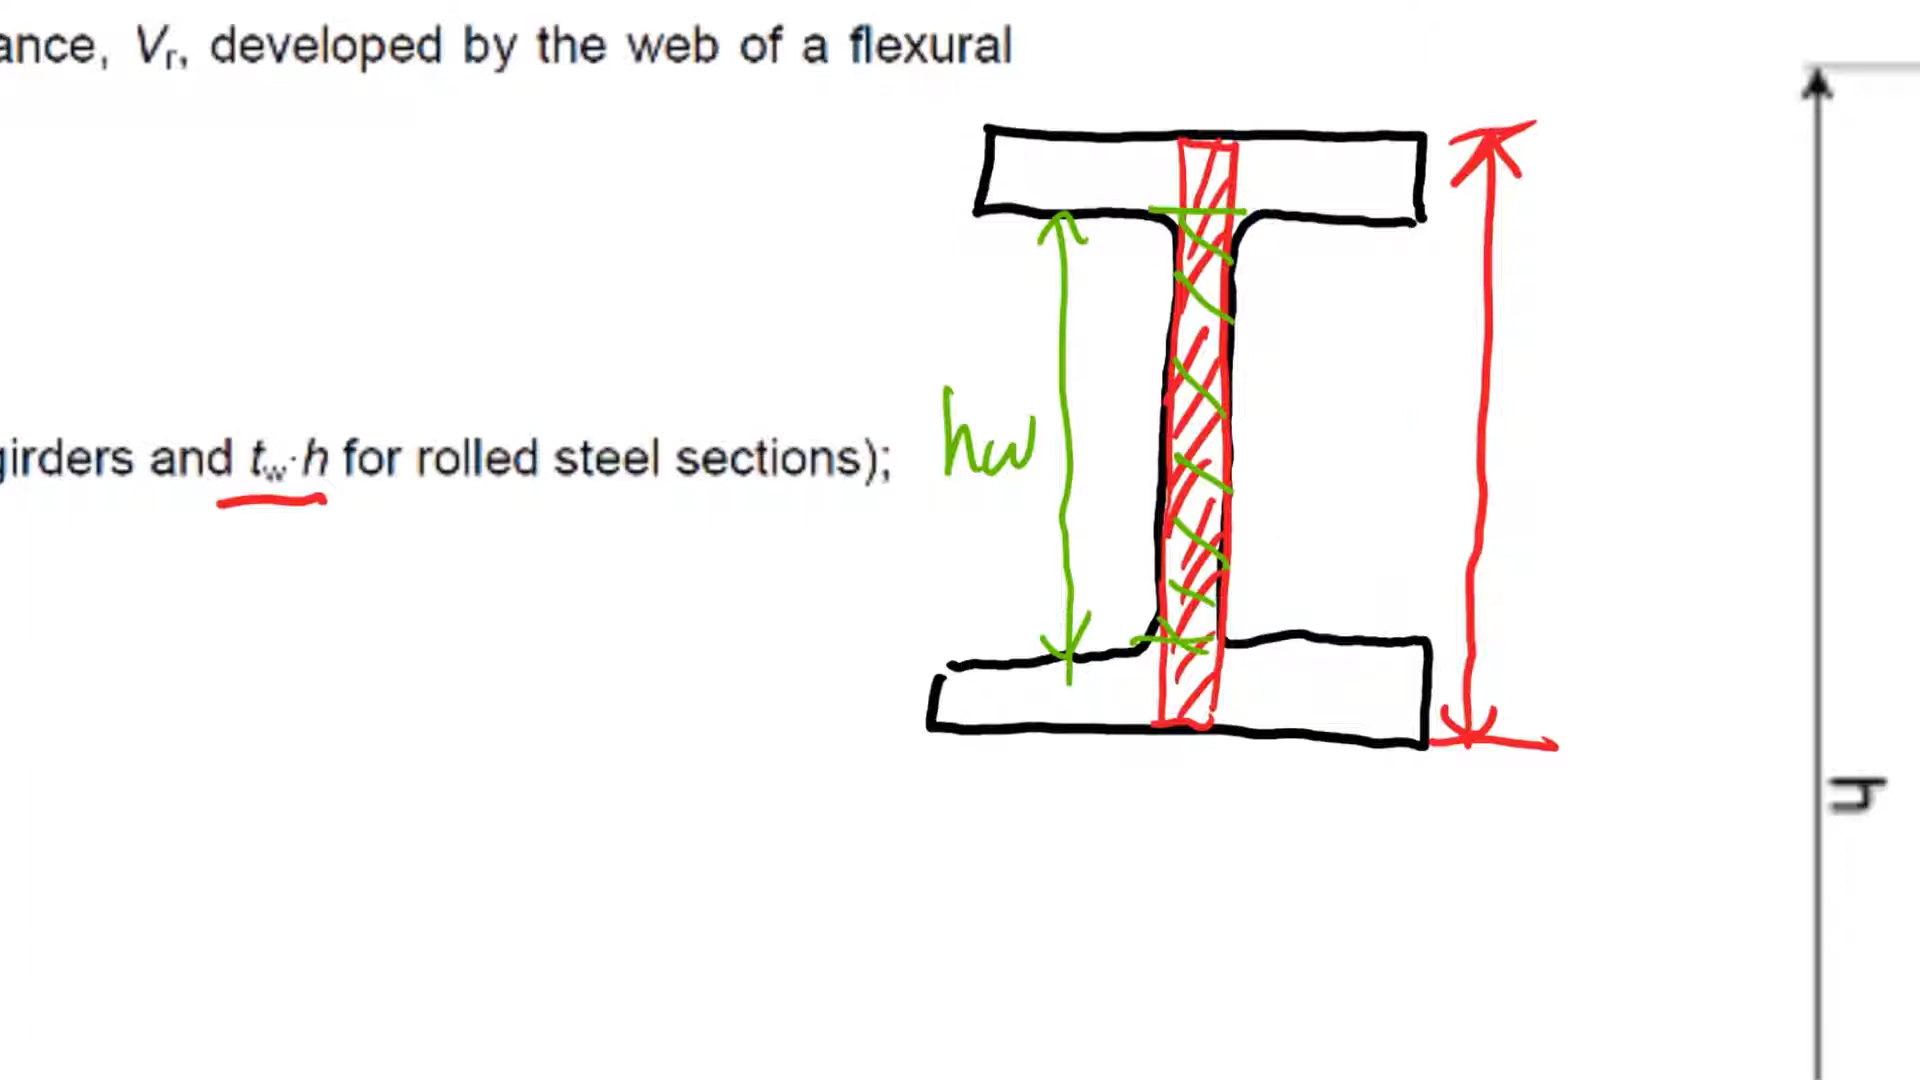 ance, Vr, developed by the web of a flexural
girders and tw·h for rolled steel sections);
hw
h